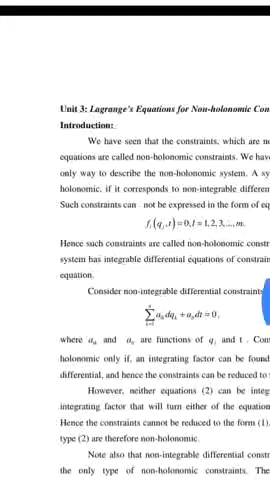 Unit 3: Lagrange's Equations for Non-holonomic Con
Introduction:
We have seen that the constraints, which are no
equations are called non-holonomic constraints. We have
only way to describe the non-holonomic system. A sy
holonomic, if it corresponds to non-integrable differen
Such constraints can not be expressed in the form of eq
f_l(q_j, t) = 0, l = 1, 2, 3, ..., m.
Hence such constraints are called non-holonomic constr
system has integrable differential equations of constrain
equation.
Consider non-integrable differential constraints
∑_{k=1}^{n} a_{lk} dq_k + a_{lt} dt = 0,
where a_{lk} and a_{lt} are functions of q_j and t . Con
holonomic only if, an integrating factor can be found
differential, and hence the constraints can be reduced to
However, neither equations (2) can be integ
integrating factor that will turn either of the equation
Hence the constraints cannot be reduced to the form (1),
type (2) are therefore non-holonomic.
Note also that non-integrable differential constr
the only type of non-holonomic constraints. The